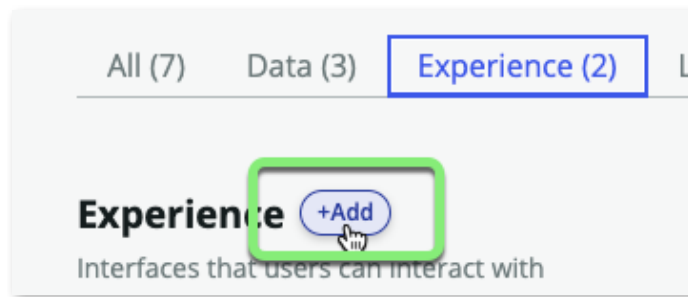 All (7) Data (3) Experience (2)
Experience +Add
Interfaces that users can interact with